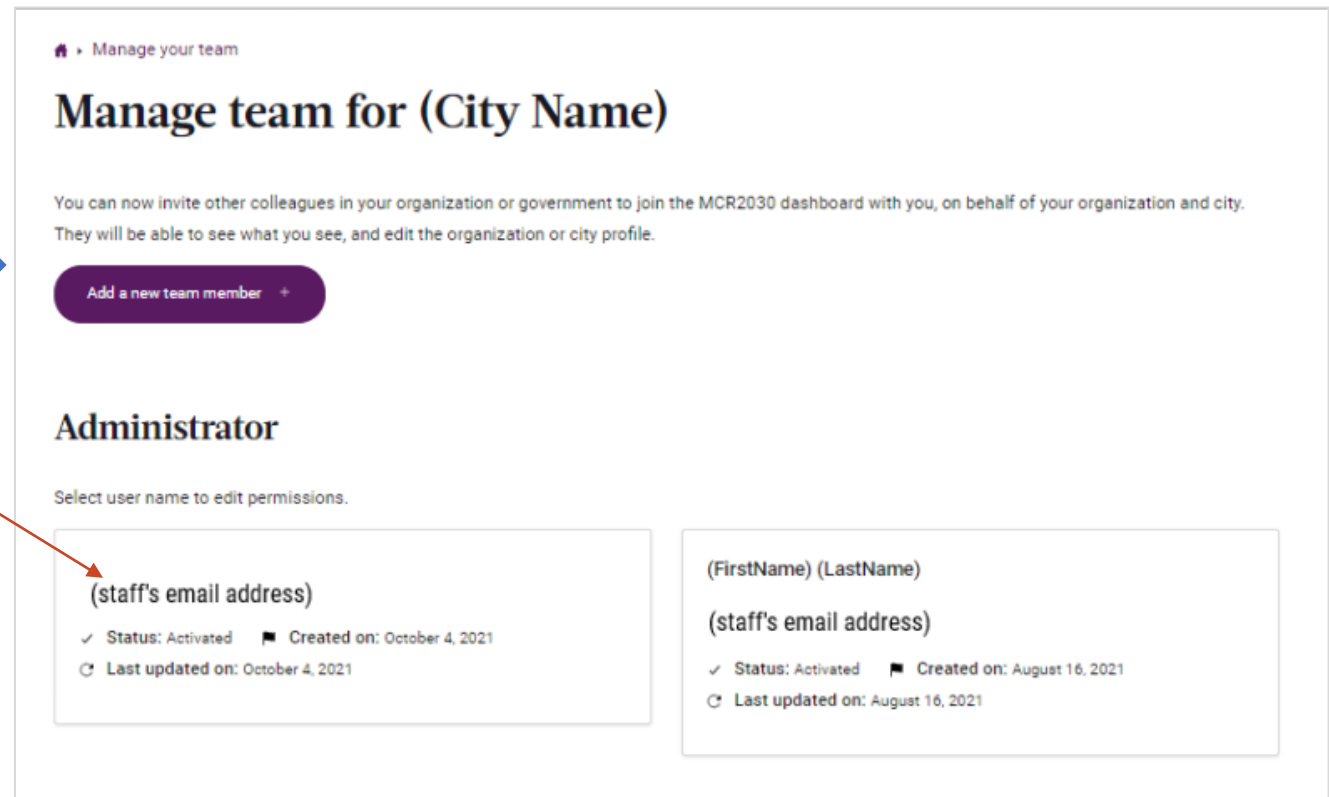 Manage your team
Manage team for (City Name)
You can now invite other colleagues in your organization or government to join the MCR2030 dashboard with you, on behalf of your organization and city.
They will be able to see what you see, and edit the organization or city profile.
Add a new team member +
Administrator
Select user name to edit permissions.
(staff's email address)
Status: Activated Created on: October 4, 2021
Last updated on: October 4, 2021
(FirstName) (LastName)
(staff's email address)
Status: Activated Created on: August 16, 2021
Last updated on: August 16, 2021